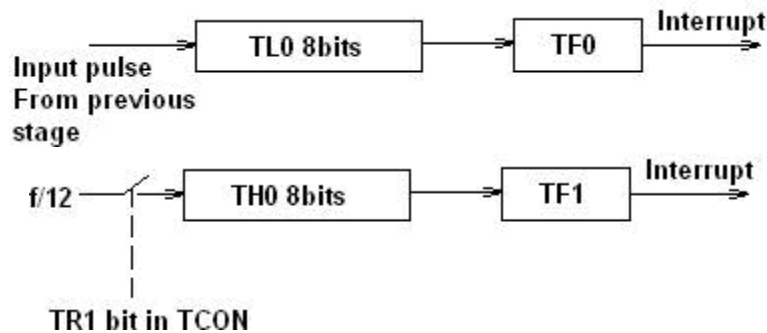 Interrupt
TL0 8bits
TF0
Input pulse
From previous
stage
Interrupt
f/12
TH0 8bits
TF1
TR1 bit in TCON